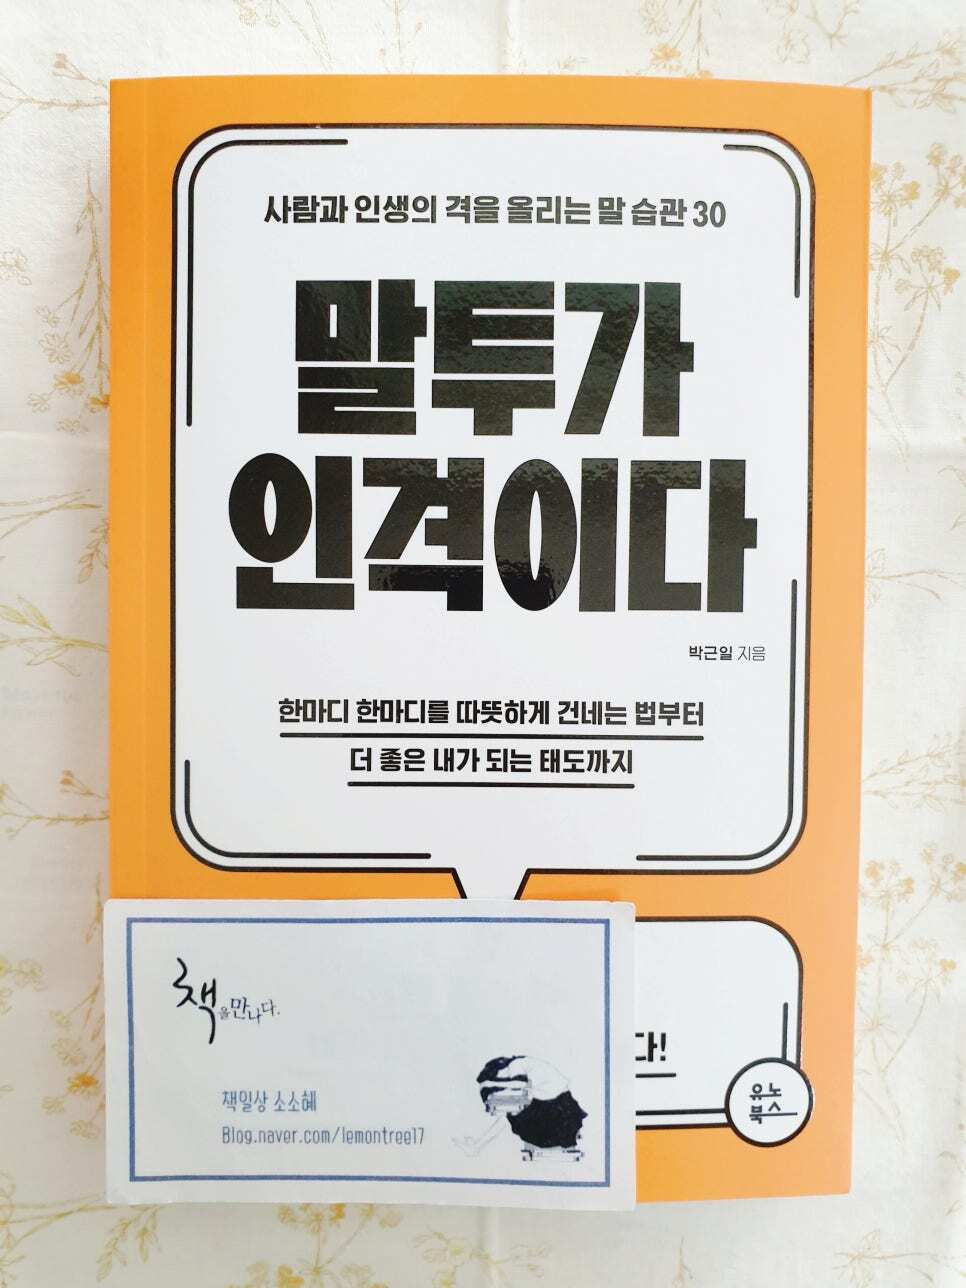 사람과 인생의 격을 올리는 말 습관 30
말투가
인격이다
박근일 지음
한마디 한마디를 따뜻하게 건네는 법부터
더 좋은 내가 되는 태도까지
다!
유노
북스
책을만나다.
책일상 소소혜
Blog.naver.com/lemontree17